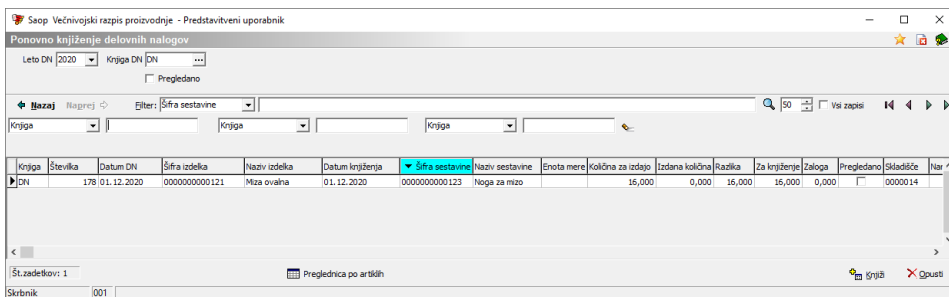 Saop Večnivojski razpis proizvodnje - Predstavitveni uporabnik
Ponovno knjiženje delovnih nalogov
Leto DN 2020 Knjiga DN DN ...
Pregledano
Nazaj Naprej Filter: Šifra sestavine 50 Vsi zapisi
Knjiga Knjiga Knjiga
Knjiga Številka Datum DN Šifra izdelka Naziv izdelka Datum knjiženja Šifra sestavine Naziv sestavine Enota mere Količina za izdajo Izdana količina Razlika Za knjiženje Zaloga Pregledano Skladišče
DN 178 01.12.2020 0000000000121 Miza ovalna 01.12.2020 0000000000123 Noga za mizo 16,000 0,000 16,000 16,000 0,000 0000014
Št.zadetkov: 1 Preglednica po artiklih Knjiži Opusti
Skrbnik 001